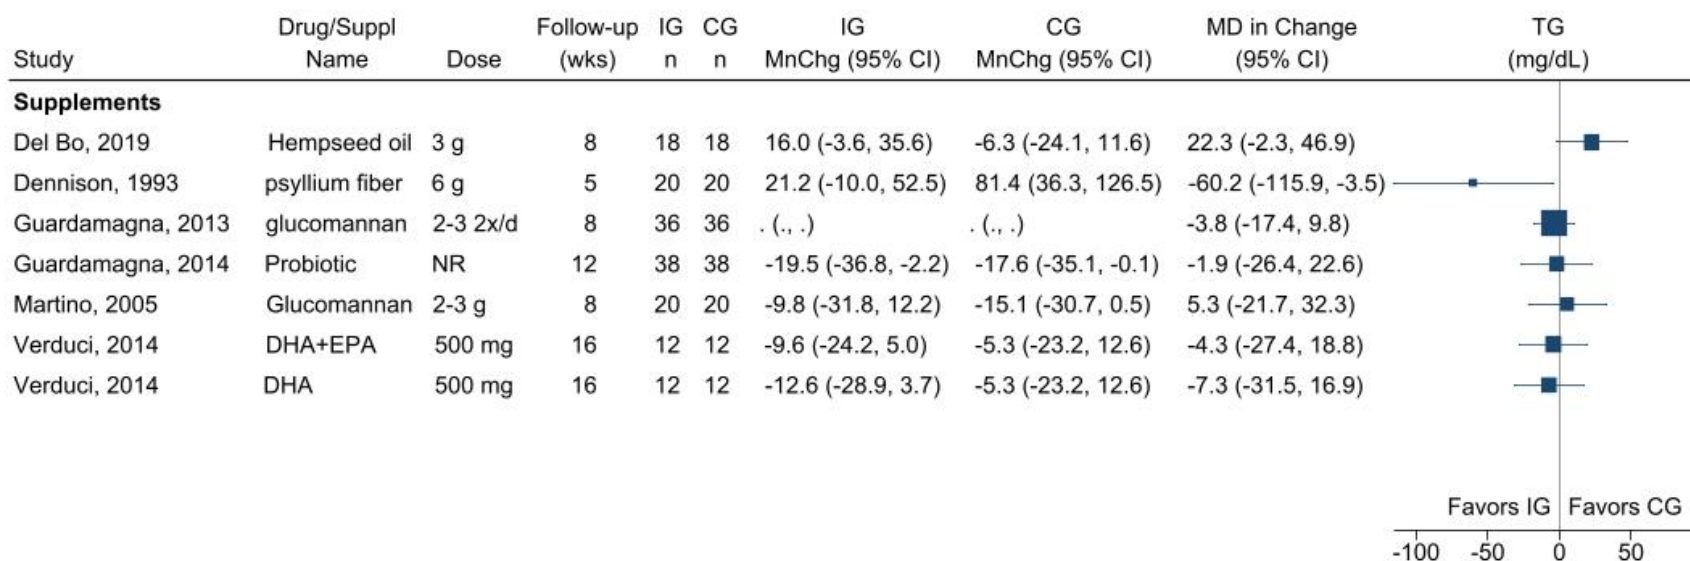 Drug/Suppl Follow-up IG CG IG CG MD in Change TG
Study Name Dose (wks) n n MnChg (95% CI) MnChg (95% CI) (95% CI) (mg/dL)
Supplements
Del Bo, 2019 Hempseed oil 3 g 8 18 18 16.0 (-3.6, 35.6) -6.3 (-24.1, 11.6) 22.3 (-2.3, 46.9)
Dennison, 1993 psyllium fiber 6 g 5 20 20 21.2 (-10.0, 52.5) 81.4 (36.3, 126.5) -60.2 (-115.9, -3.5)
Guardamagna, 2013 glucomannan 2-3 2x/d 8 36 36 . (., .) . (., .) -3.8 (-17.4, 9.8)
Guardamagna, 2014 Probiotic NR 12 38 38 -19.5 (-36.8, -2.2) -17.6 (-35.1, -0.1) -1.9 (-26.4, 22.6)
Martino, 2005 Glucomannan 2-3 g 8 20 20 -9.8 (-31.8, 12.2) -15.1 (-30.7, 0.5) 5.3 (-21.7, 32.3)
Verduci, 2014 DHA+EPA 500 mg 16 12 12 -9.6 (-24.2, 5.0) -5.3 (-23.2, 12.6) -4.3 (-27.4, 18.8)
Verduci, 2014 DHA 500 mg 16 12 12 -12.6 (-28.9, 3.7) -5.3 (-23.2, 12.6) -7.3 (-31.5, 16.9)
Favors IG Favors CG
-100 -50 0 50